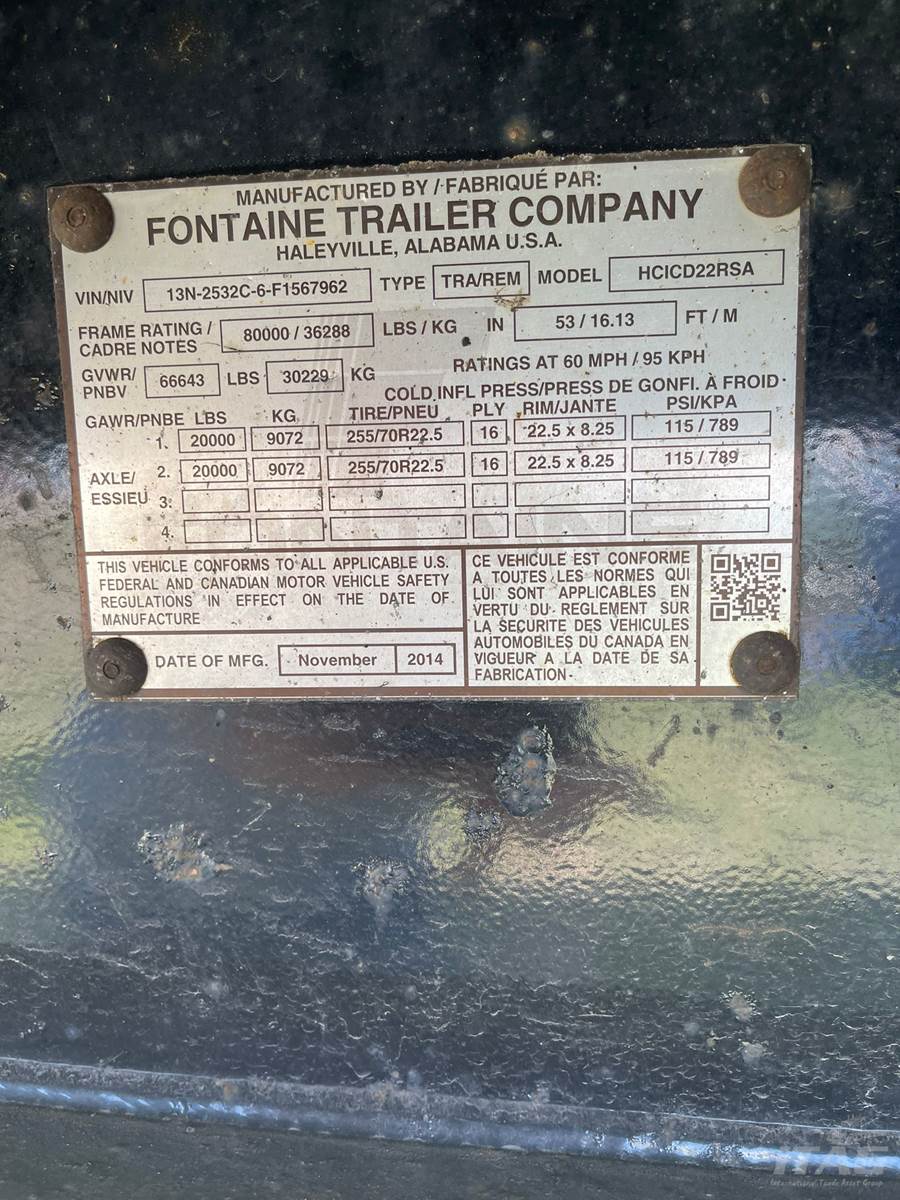 MANUFACTURED BY / FABRIQUÉ PAR:
FONTAINE TRAILER COMPANY
HALEYVILLE, ALABAMA U.S.A.
VIN/NIV 13N-2532C-6-F1567962 TYPE TRA/REM MODEL HCICD22RSA
FRAME RATING / CADRE NOTES 80000 / 36288 LBS / KG IN 53 / 16.13 FT / M
GVWR/ PNBV 66643 LBS 30229 KG RATINGS AT 60 MPH / 95 KPH
COLD INFL PRESS/PRESS DE GONFI. À FROID
GAWR/PNBE LBS KG TIRE/PNEU PLY RIM/JANTE PSI/KPA
1. 20000 9072 255/70R22.5 16 22.5 x 8.25 115 / 789
AXLE/ ESSIEU
2. 20000 9072 255/70R22.5 16 22.5 x 8.25 115 / 789
3.
4.
THIS VEHICLE CONFORMS TO ALL APPLICABLE U.S.
FEDERAL AND CANADIAN MOTOR VEHICLE SAFETY
REGULATIONS IN EFFECT ON THE DATE OF
MANUFACTURE
CE VEHICULE EST CONFORME
A TOUTES LES NORMES QUI
LUI SONT APPLICABLES EN
VERTU DU REGLEMENT SUR
LA SECURITE DES VEHICULES
AUTOMOBILES DU CANADA EN
VIGUEUR A LA DATE DE SA
FABRICATION
DATE OF MFG. November 2014
ITAG
International Trade Asset Group